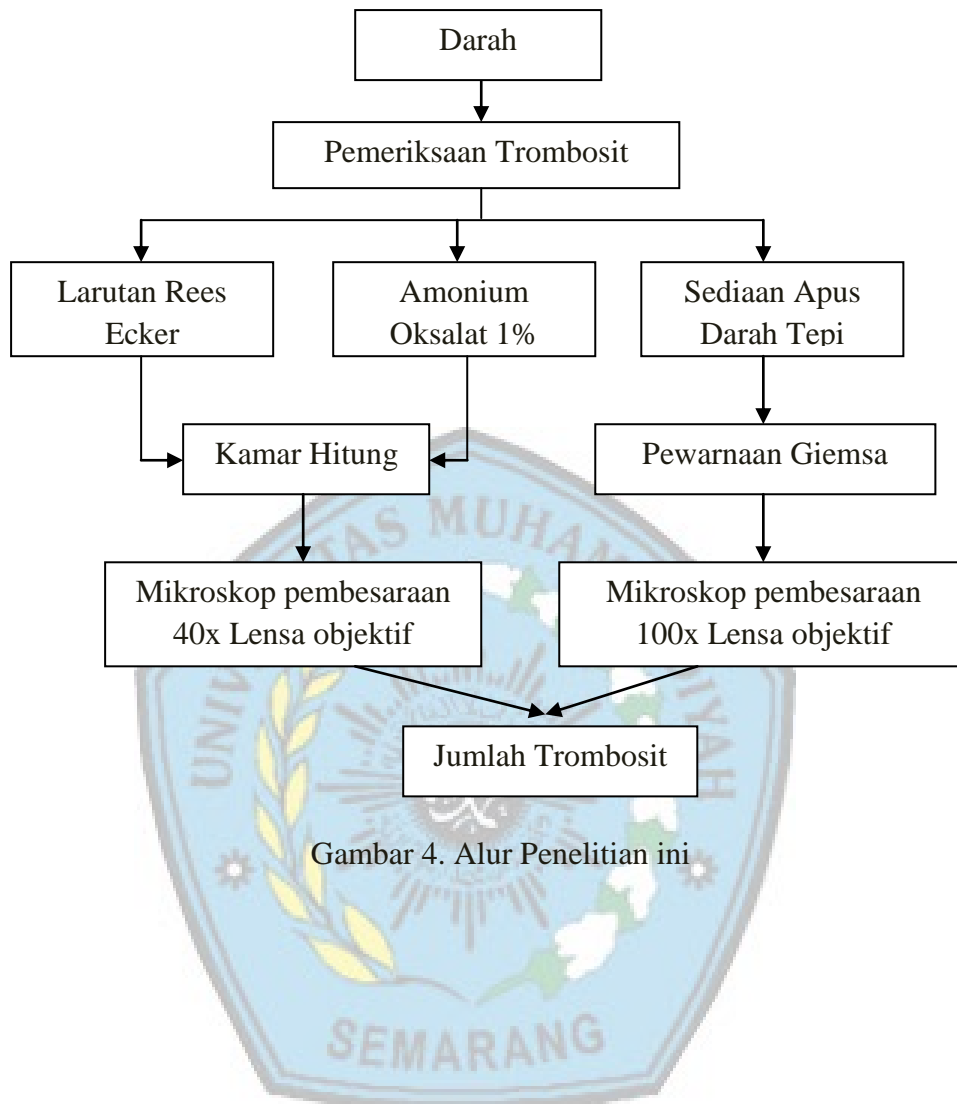 Darah
Pemeriksaan Trombosit
Larutan Rees
Ecker
Amonium
Oksalat 1%
Sediaan Apus
Darah Tepi
Kamar Hitung
Pewarnaan Giemsa
Mikroskop pembesaraan
40x Lensa objektif
Mikroskop pembesaraan
100x Lensa objektif
Jumlah Trombosit
Gambar 4. Alur Penelitian ini
SEMARANG